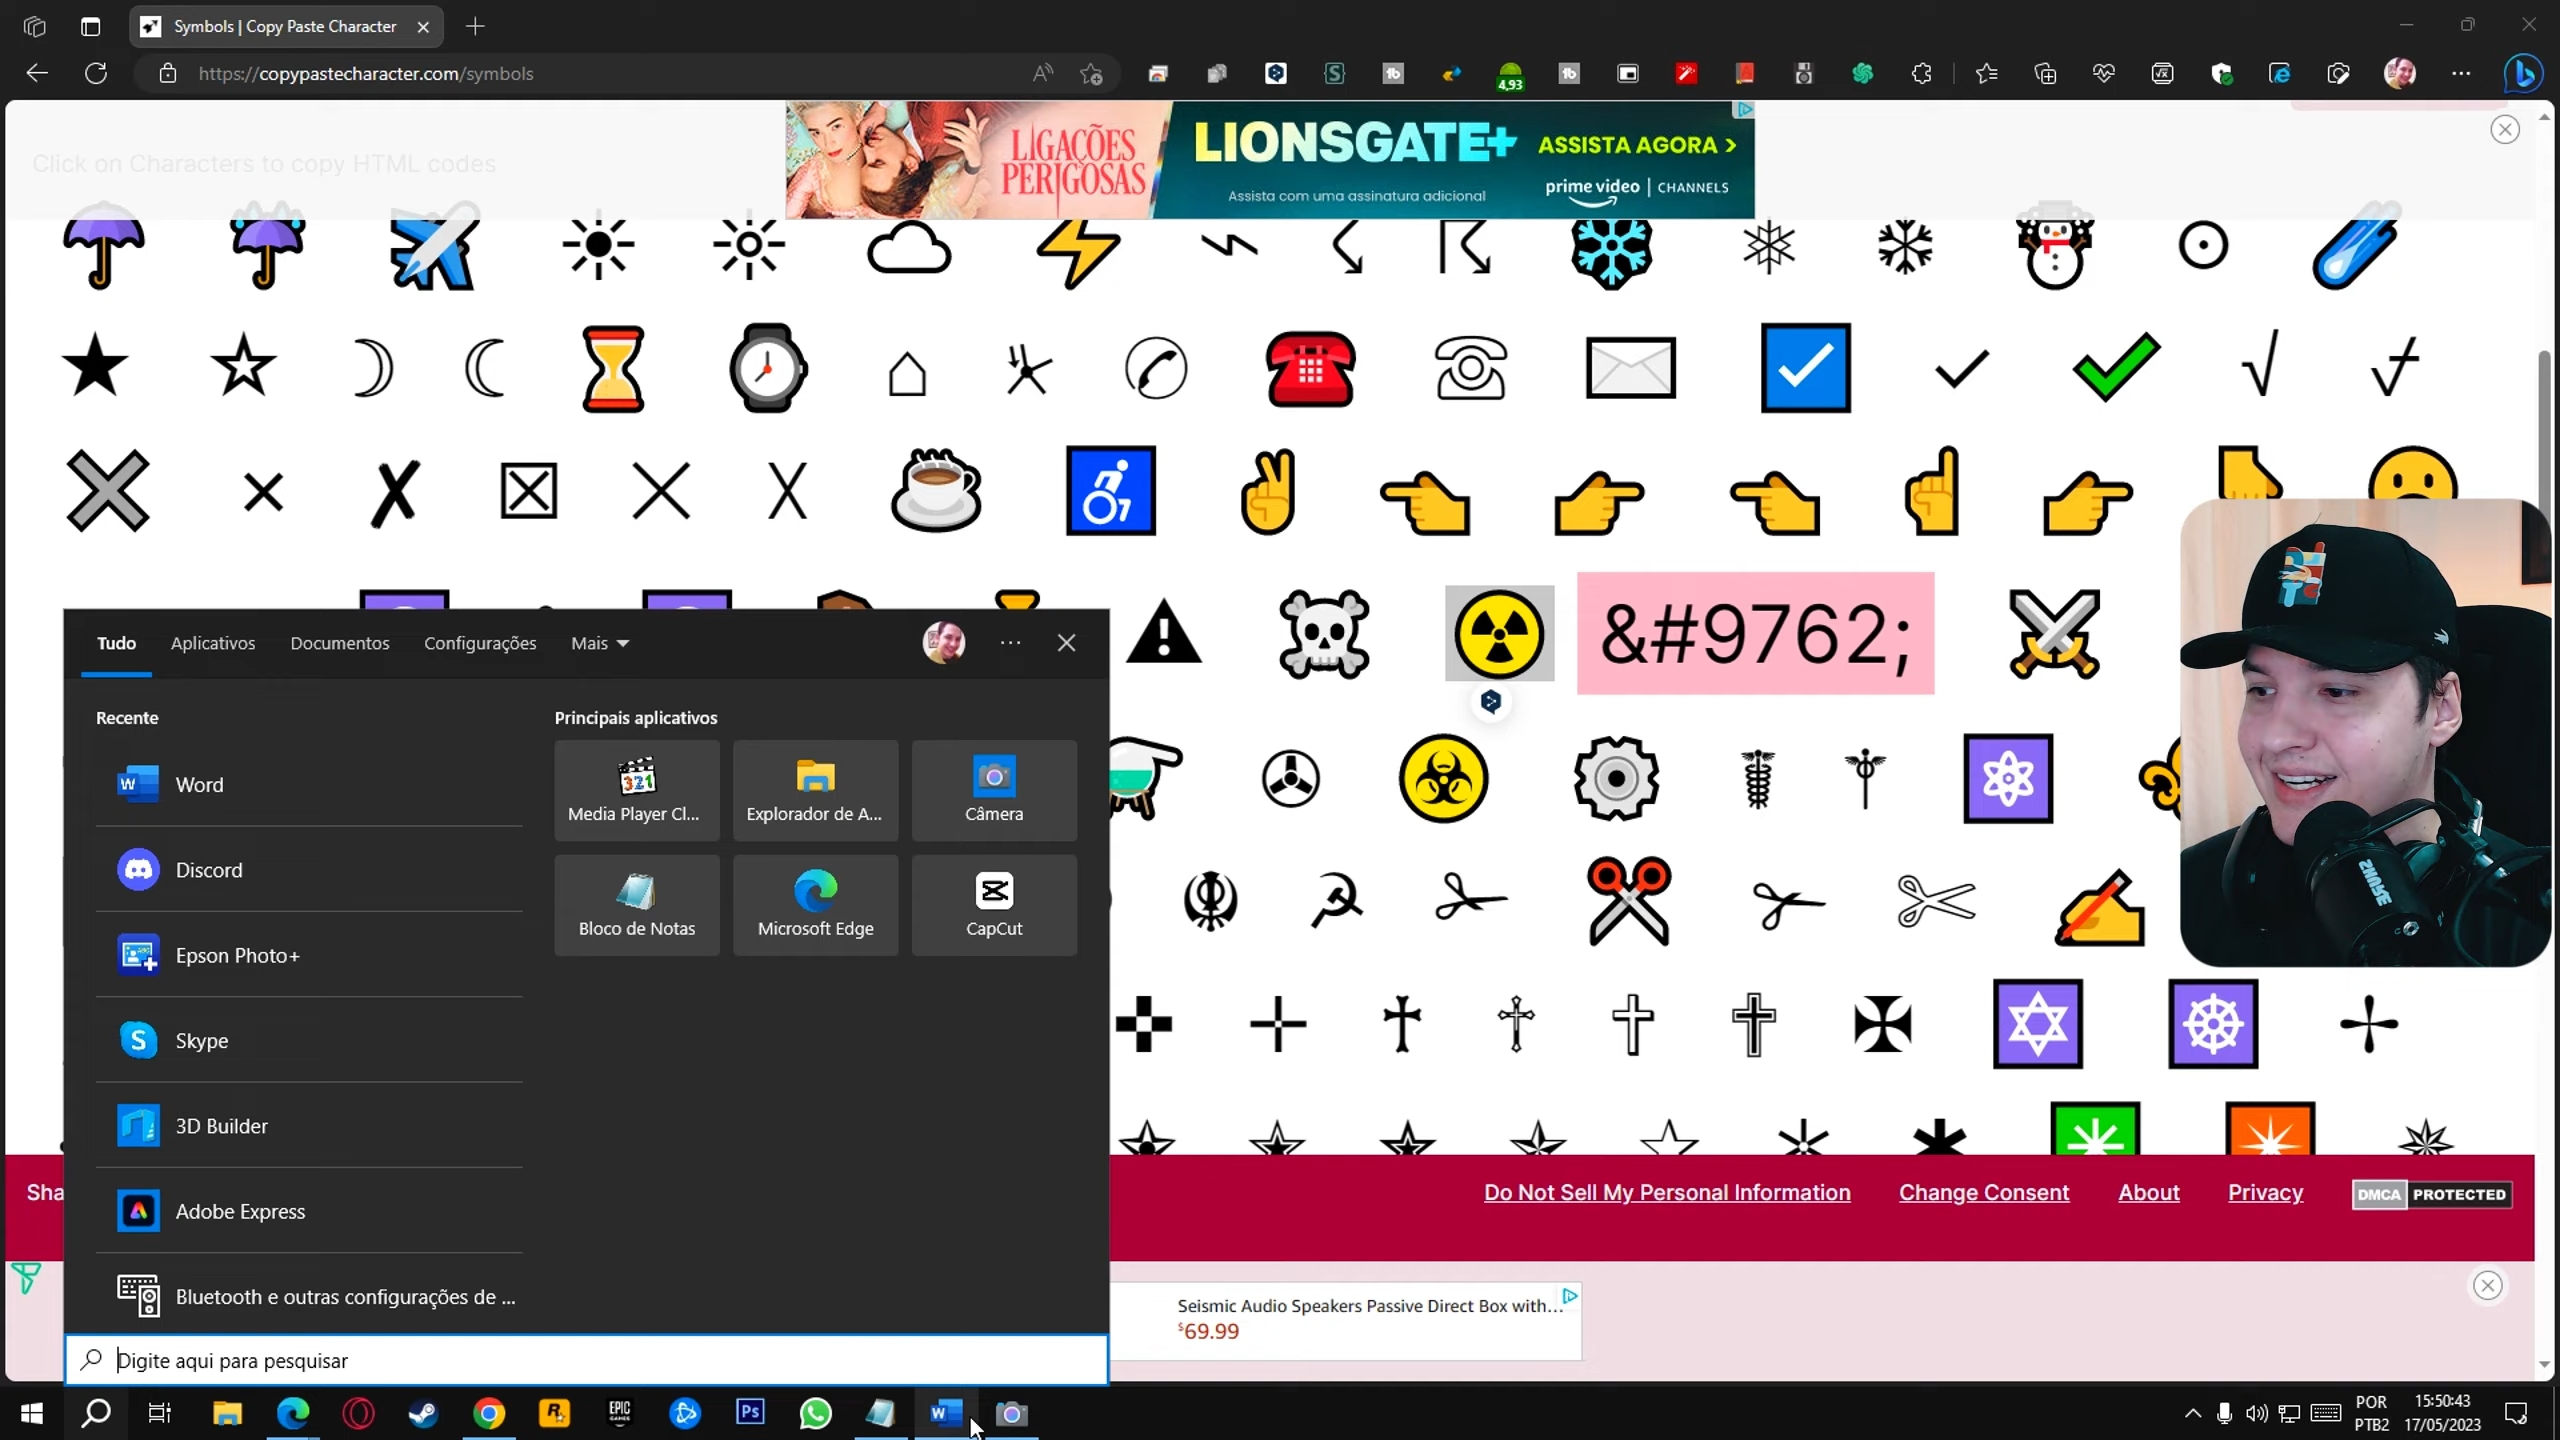 Symbols | Copy Paste Character
https://copypastecharacter.com/symbols
4,93
Click on Characters to copy HTML codes
LIGAÇÕES
PERIGOSAS
LIONSGATE+
Assista com uma assinatura adicional
ASSISTA AGORA >
prime video | CHANNELS
&#9762;
Tudo
Aplicativos
Documentos
Configurações
Mais
Recente
Word
Discord
Epson Photo+
Skype
3D Builder
Adobe Express
Bluetooth e outras configurações de ...
Principais aplicativos
Media Player Cl...
Explorador de A...
Câmera
Bloco de Notas
Microsoft Edge
CapCut
Digite aqui para pesquisar
Sha
Do Not Sell My Personal Information
Change Consent
About
Privacy
DMCA PROTECTED
Seismic Audio Speakers Passive Direct Box with...
$69.99
EPIC
GAMES
Ps
POR
PTB2
15:50:43
17/05/2023